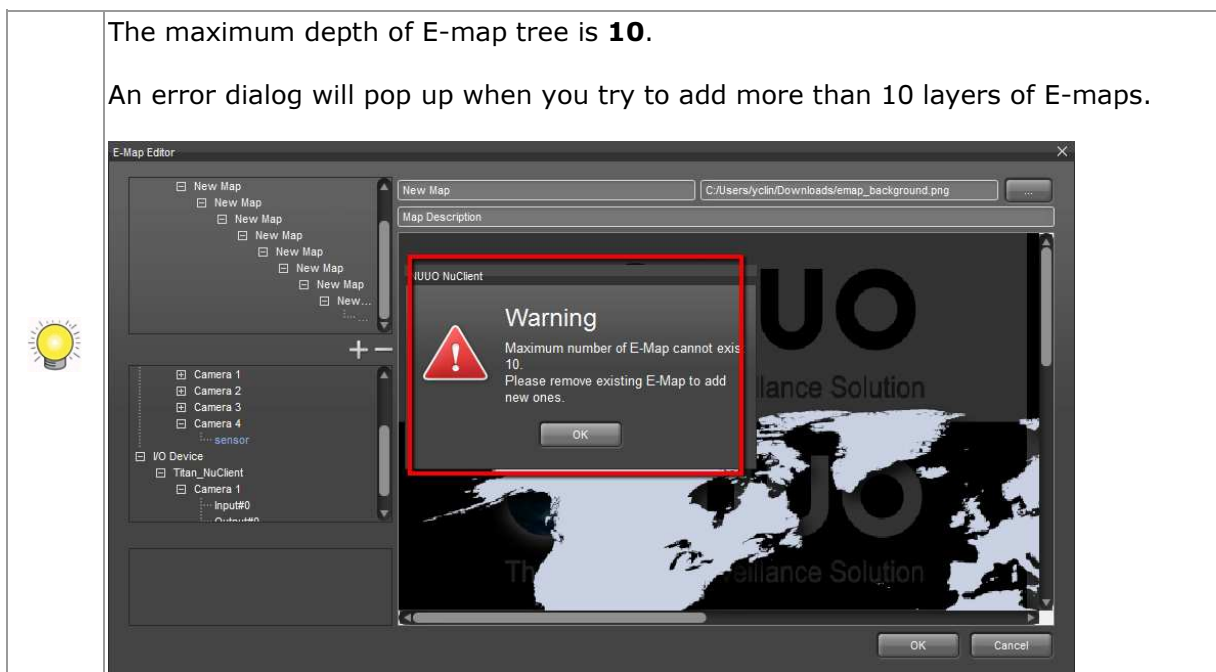 The maximum depth of E-map tree is 10.
An error dialog will pop up when you try to add more than 10 layers of E-maps.
E-Map Editor
New Map
New Map
New Map
New Map
New Map
New Map
New Map
New...
...
New Map
C:/Users/yclin/Downloads/emap_background.png
...
Map Description
NUUO NuClient
Warning
Maximum number of E-Map cannot exis
10.
Please remove existing E-Map to add
new ones.
OK
UO
llance Solution
Camera 1
Camera 2
Camera 3
Camera 4
sensor
I/O Device
Titan_NuClient
Camera 1
Input#0
Output#0
UO
Th
eillance Solution
OK
Cancel